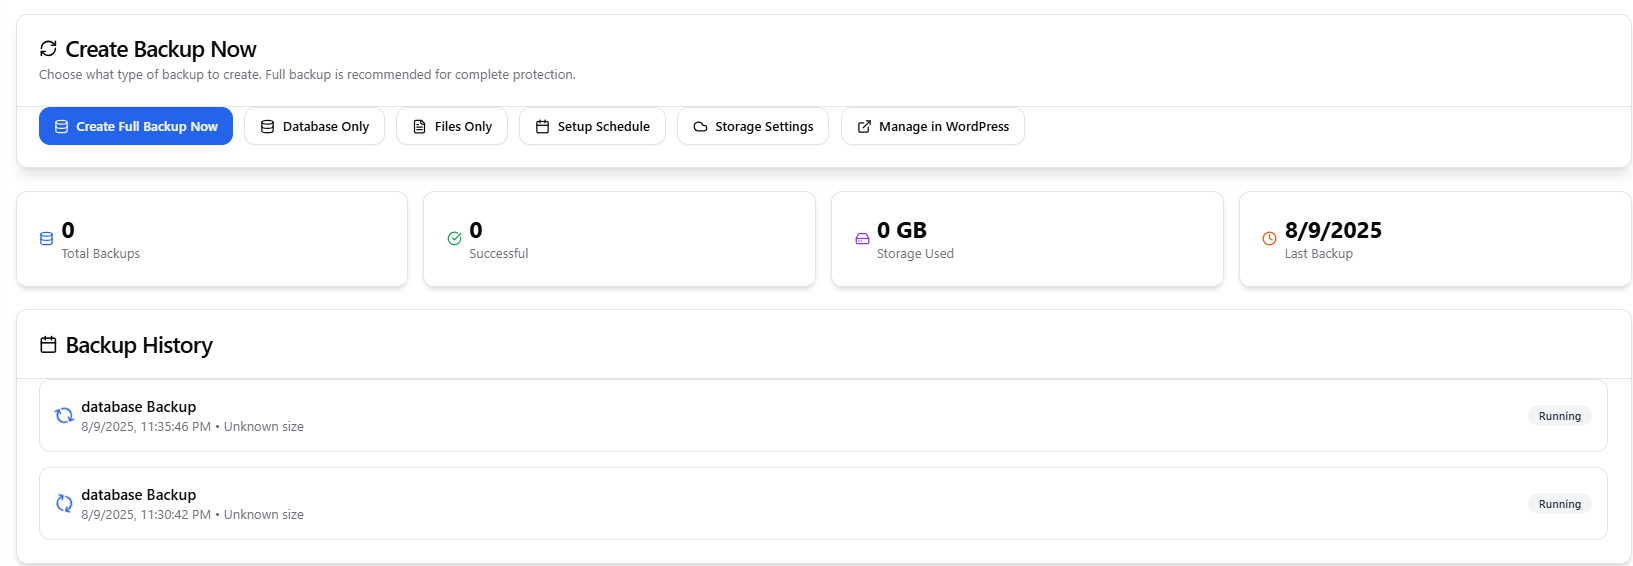 Create Backup Now
Choose what type of backup to create. Full backup is recommended for complete protection.
Create Full Backup Now
Database Only
Files Only
Setup Schedule
Storage Settings
Manage in WordPress
0
Total Backups
0
Successful
0 GB
Storage Used
8/9/2025
Last Backup
Backup History
database Backup
8/9/2025, 11:35:46 PM • Unknown size
Running
database Backup
8/9/2025, 11:30:42 PM • Unknown size
Running